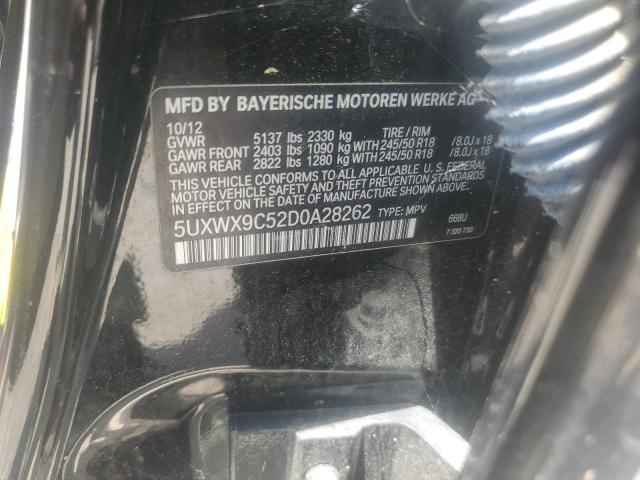 MFD BY BAYERISCHE MOTOREN WERKE AG
10/12
GVWR 5137 lbs 2330 kg TIRE / RIM
GAWR FRONT 2403 lbs 1090 kg WITH 245/50 R18 / 8.0J x 18
GAWR REAR 2822 lbs 1280 kg WITH 245/50 R18 / 8.0J x 18
THIS VEHICLE CONFORMS TO ALL APPLICABLE U.S. FEDERAL
MOTOR VEHICLE SAFETY AND THEFT PREVENTION STANDARDS
IN EFFECT ON THE DATE OF MANUFACTURE SHOWN ABOVE.
5UXWX9C52D0A28262 TYPE: MPV 668U
7 320 730